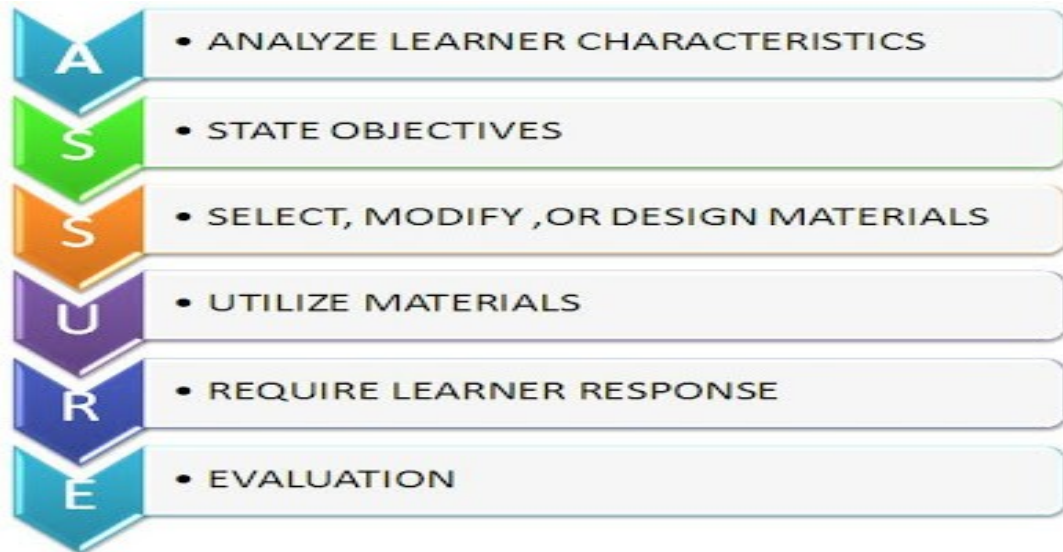 A • ANALYZE LEARNER CHARACTERISTICS
S • STATE OBJECTIVES
S • SELECT, MODIFY ,OR DESIGN MATERIALS
U • UTILIZE MATERIALS
R • REQUIRE LEARNER RESPONSE
E • EVALUATION